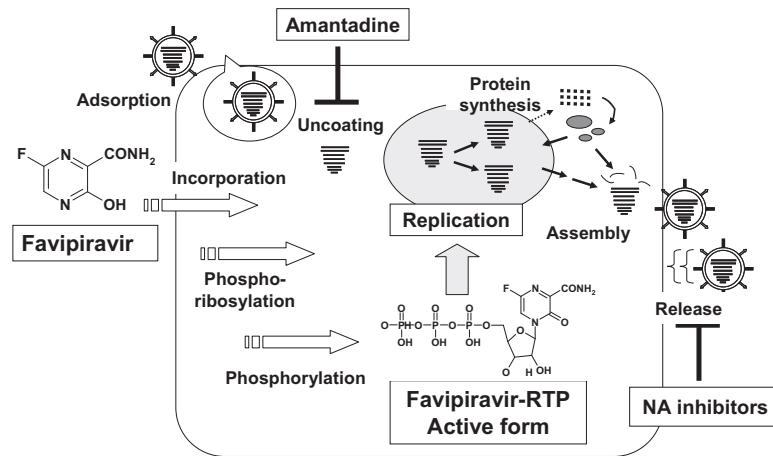 Amantadine
Adsorption
Protein
synthesis
Uncoating
F
N
CONH2
N
OH
Incorporation
Favipiravir
Replication
Assembly
Phospho-
ribosylation
F
N
CONH2
N
O
O
O
O
O
PH
O
P
O
P
O
OH
OH
OH
O
O
H
OH
Release
Phosphorylation
Favipiravir-RTP
Active form
NA inhibitors